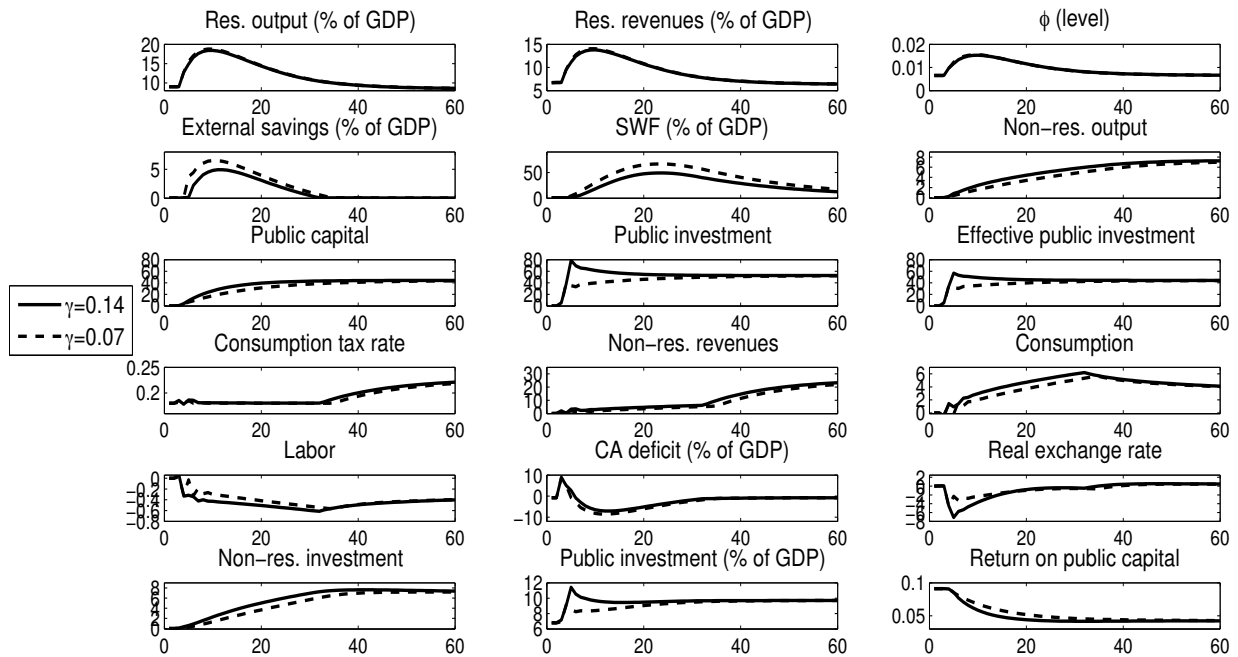 Res. output (% of GDP)
Res. revenues (% of GDP)
ϕ (level)
20
15
10
0 20 40 60
15
10
5
0 20 40 60
0.02
0.01
0
0 20 40 60
External savings (% of GDP)
SWF (% of GDP)
Non−res. output
5
0
0 20 40 60
50
0
0 20 40 60
8
6
4
2
0
0 20 40 60
Public capital
Public investment
Effective public investment
80
60
40
20
0
0 20 40 60
80
60
40
20
0
0 20 40 60
80
60
40
20
0
0 20 40 60
γ=0.14
γ=0.07
Consumption tax rate
Non−res. revenues
Consumption
0.25
0.2
0 20 40 60
30
20
10
0
0 20 40 60
6
4
2
0
0 20 40 60
Labor
CA deficit (% of GDP)
Real exchange rate
0
−0.2
−0.4
−0.6
−0.8
0 20 40 60
10
0
−10
0 20 40 60
2
0
−2
−4
−6
−8
0 20 40 60
Non−res. investment
Public investment (% of GDP)
Return on public capital
8
6
4
2
0
0 20 40 60
12
10
8
6
0 20 40 60
0.1
0.05
0 20 40 60